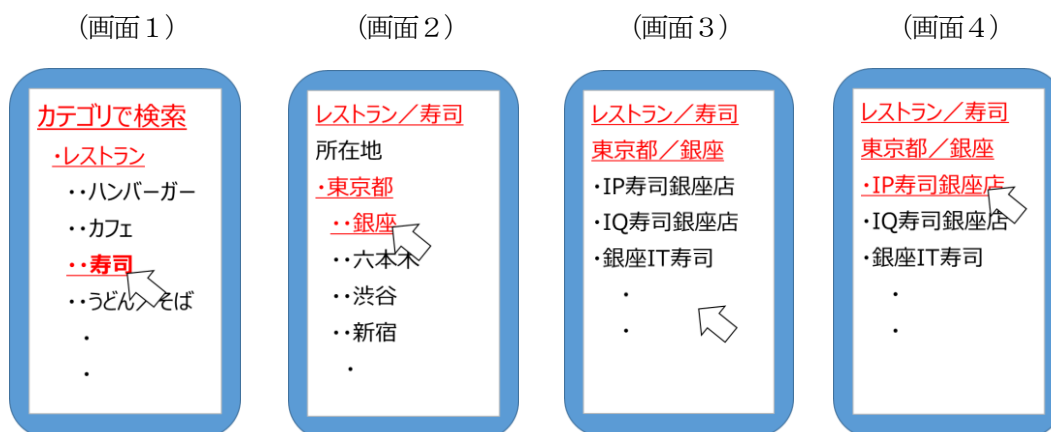 （画面１）
カテゴリで検索
・レストラン
・・ハンバーガー
・・カフェ
・・寿司
・・うどん／そば
・
・
（画面２）
レストラン／寿司
所在地
・東京都
・・銀座
・・六本木
・・渋谷
・・新宿
・
（画面３）
レストラン／寿司
東京都／銀座
・IP寿司銀座店
・IQ寿司銀座店
・銀座IT寿司
・
・
（画面４）
レストラン／寿司
東京都／銀座
・IP寿司銀座店
・IQ寿司銀座店
・銀座IT寿司
・
・